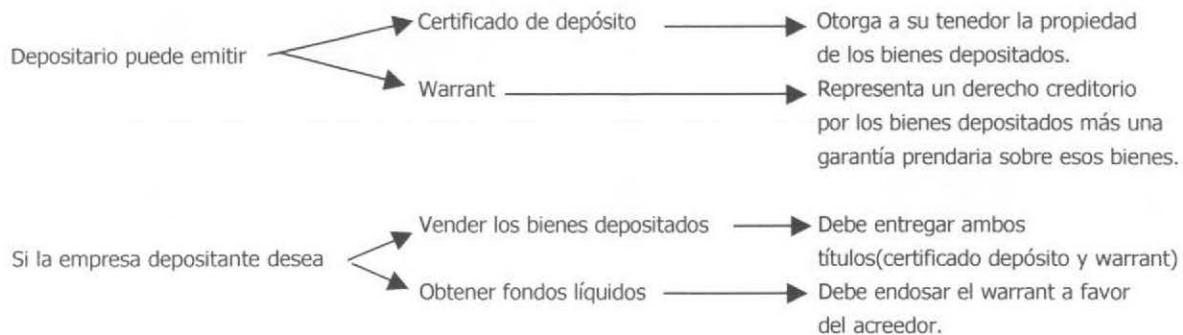 Depositario puede emitir
Certificado de depósito
Otorga a su tenedor la propiedad
de los bienes depositados.
Warrant
Representa un derecho creditorio
por los bienes depositados más una
garantía prendaria sobre esos bienes.
Si la empresa depositante desea
Vender los bienes depositados
Debe entregar ambos
títulos(certificado depósito y warrant)
Obtener fondos líquidos
Debe endosar el warrant a favor
del acreedor.